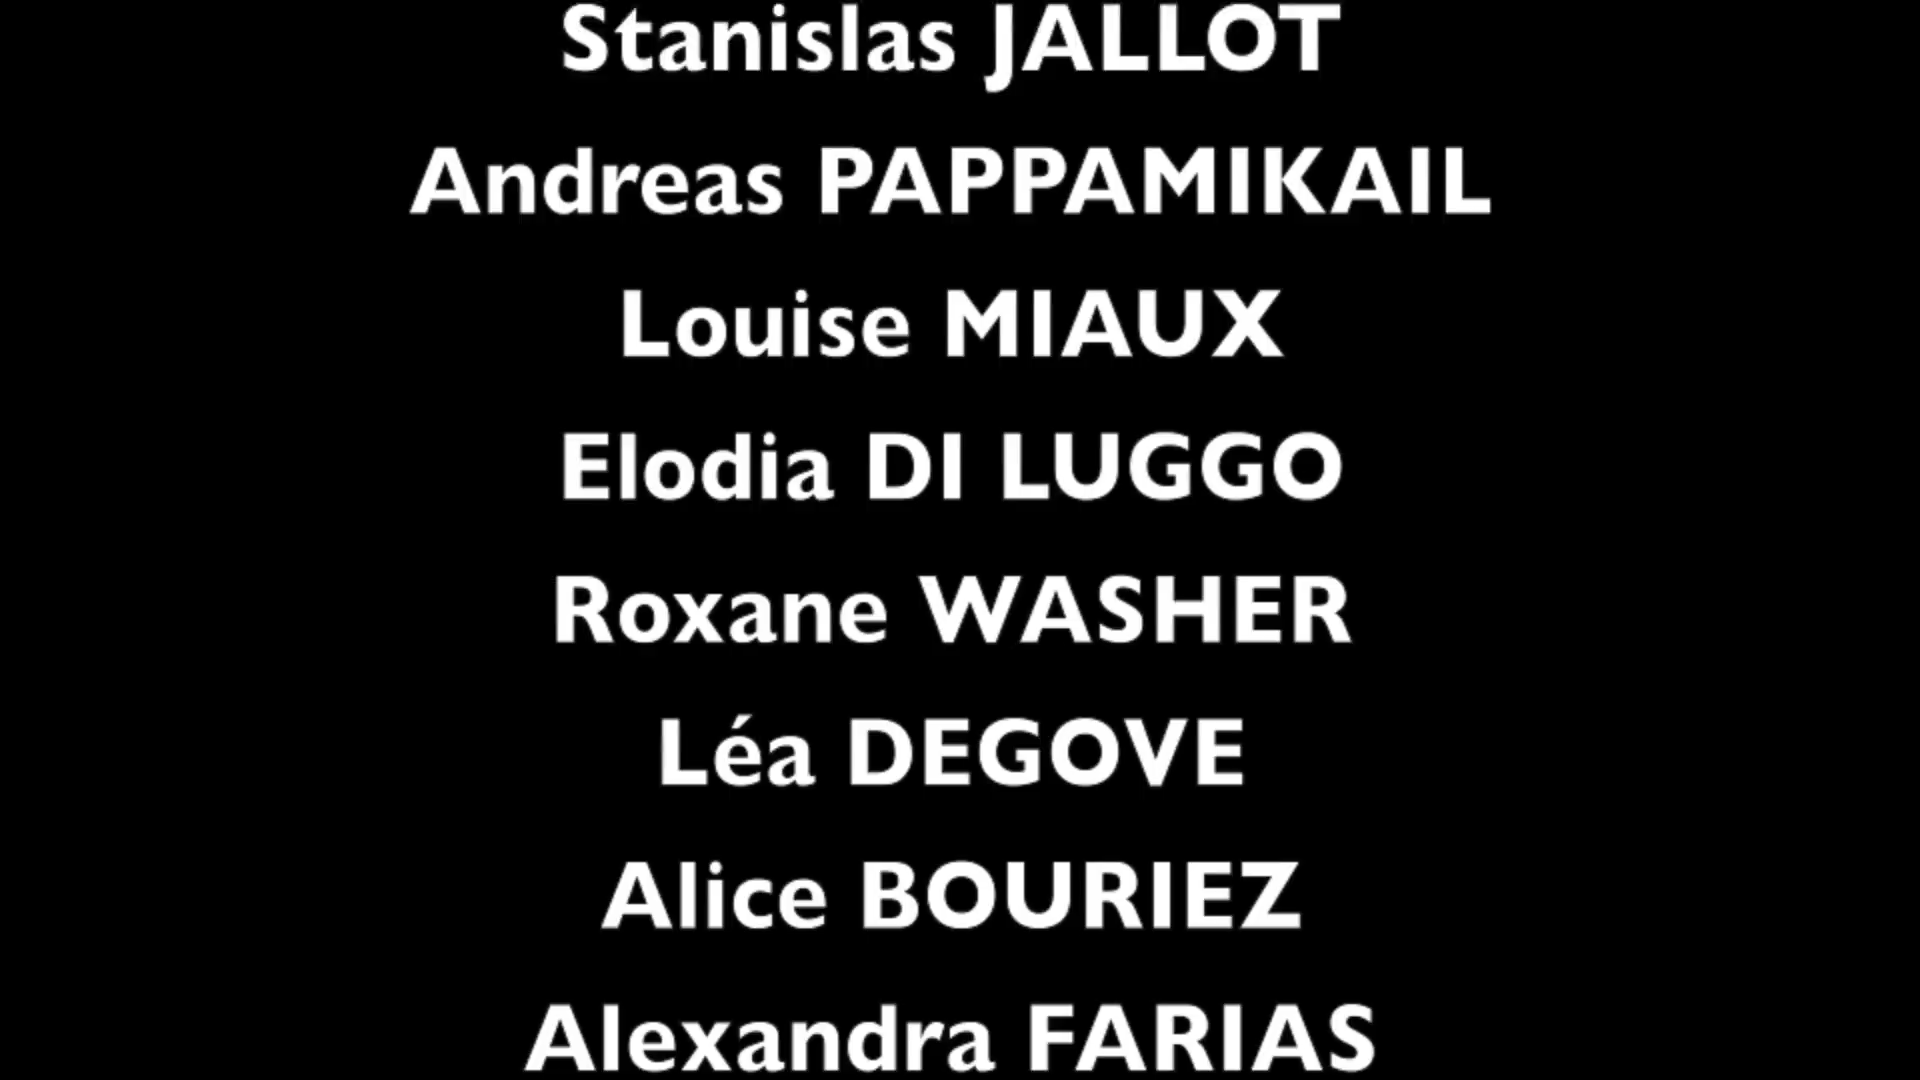 Stanislas JALLOT
Andreas PAPPAMIKAIL
Louise MIAUX
Elodia DI LUGGO
Roxane WASHER
Léa DEGOVE
Alice BOURIEZ
Alexandra FARIAS